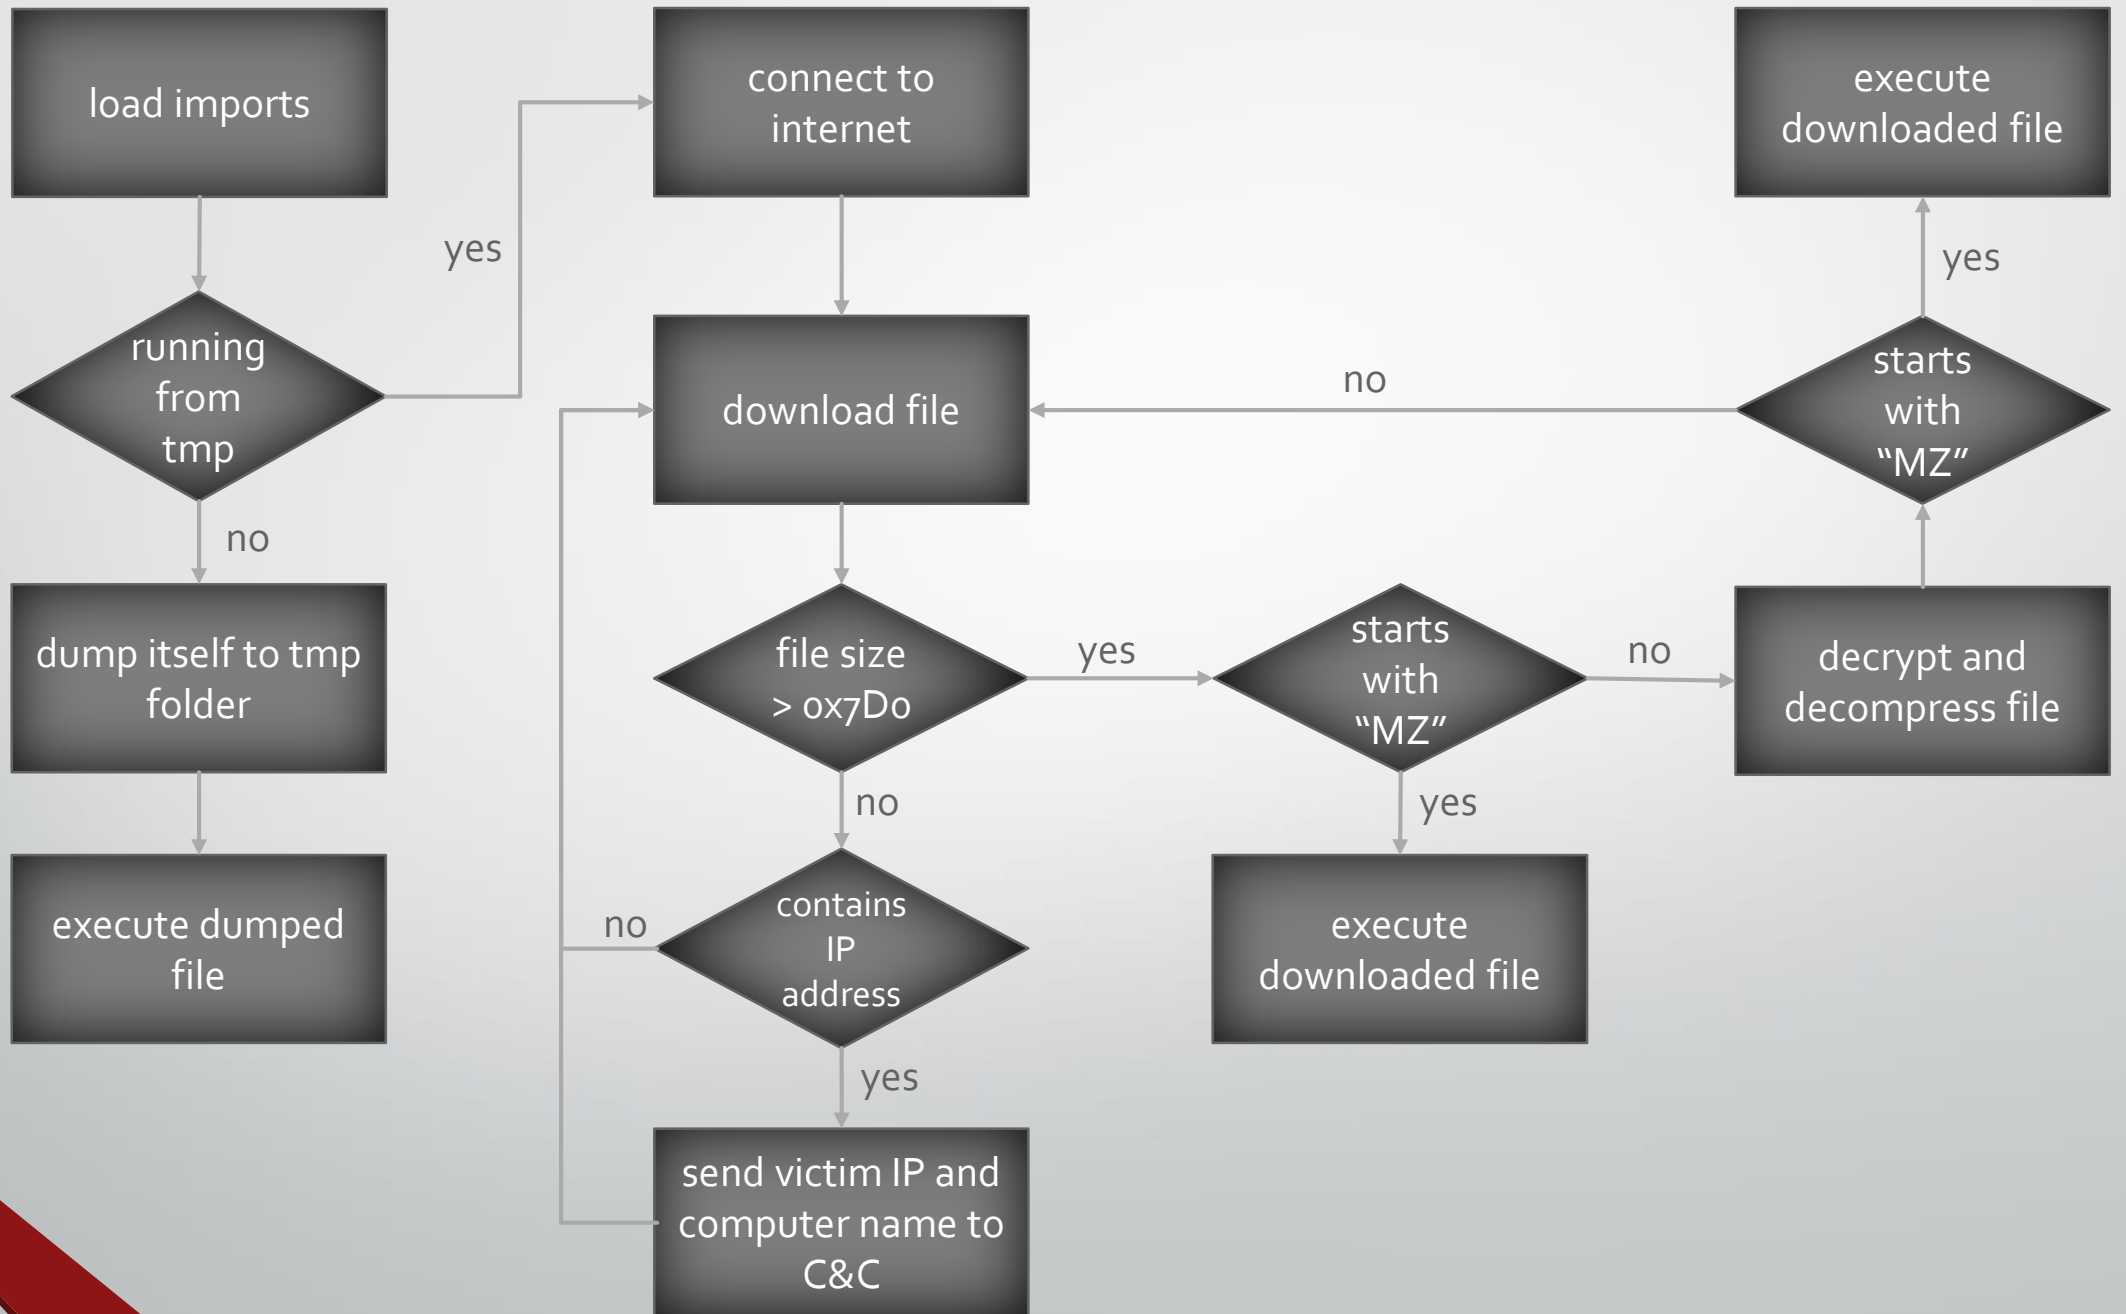 load imports
yes
running
from
tmp
no
dump itself to tmp
folder
execute dumped
file
connect to
internet
download file
file size
> 0x7D0
no
contains
IP
address
no
yes
send victim IP and
computer name to
C&C
yes
starts
with
“MZ”
yes
execute
downloaded file
no
decrypt and
decompress file
starts
with
“MZ”
no
yes
execute
downloaded file